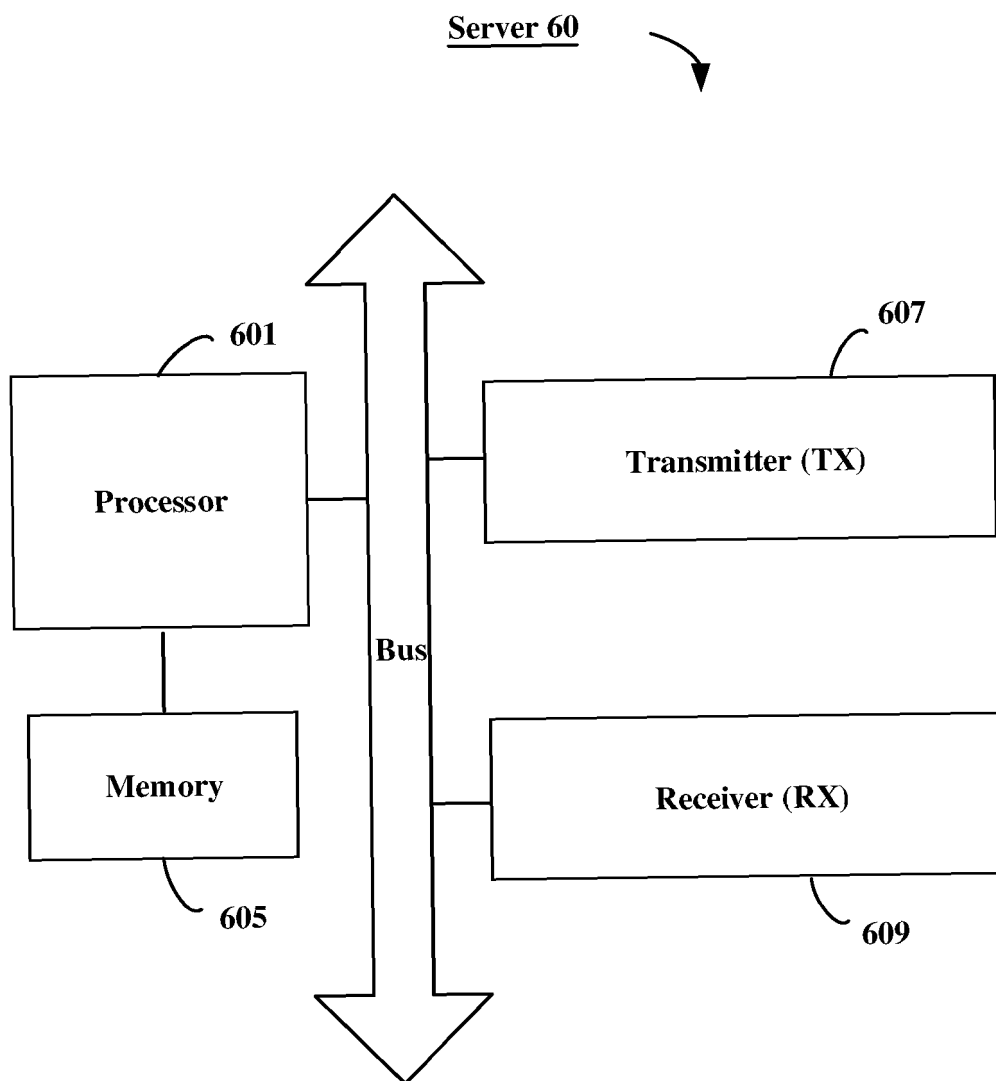 Server 60
601
607
Processor
Transmitter (TX)
Bus
Memory
Receiver (RX)
605
609